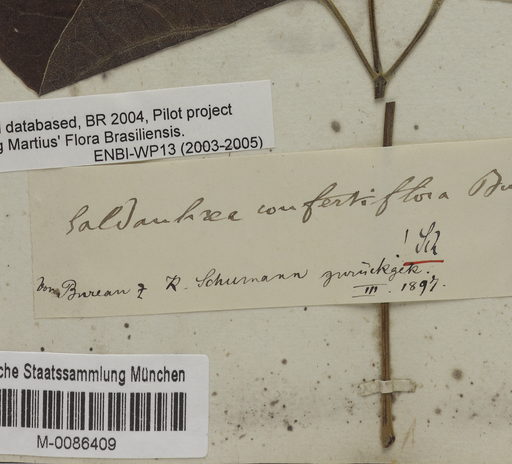 databased, BR 2004, Pilot project
g Martius' Flora Brasiliensis.
ENBI-WP13 (2003-2005)
Saldanhaea confertiflora Bu
! Sch
Von Bureau & K. Schumann zurückgek.
III. 1897.
che Staatssammlung München
M-0086409